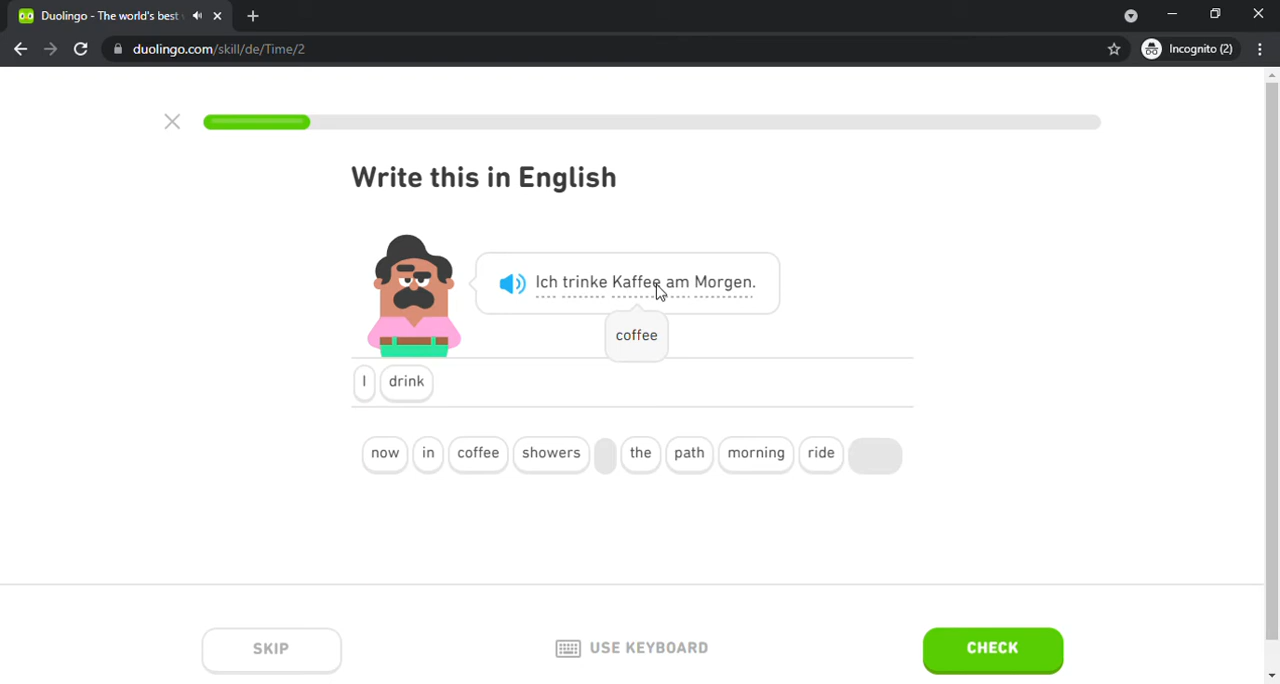 Duolingo - The world's best
duolingo.com/skill/de/Time/2
Incognito (2)
Write this in English
Ich trinke Kaffee am Morgen.
coffee
I drink
now in coffee showers the path morning ride
SKIP
USE KEYBOARD
CHECK